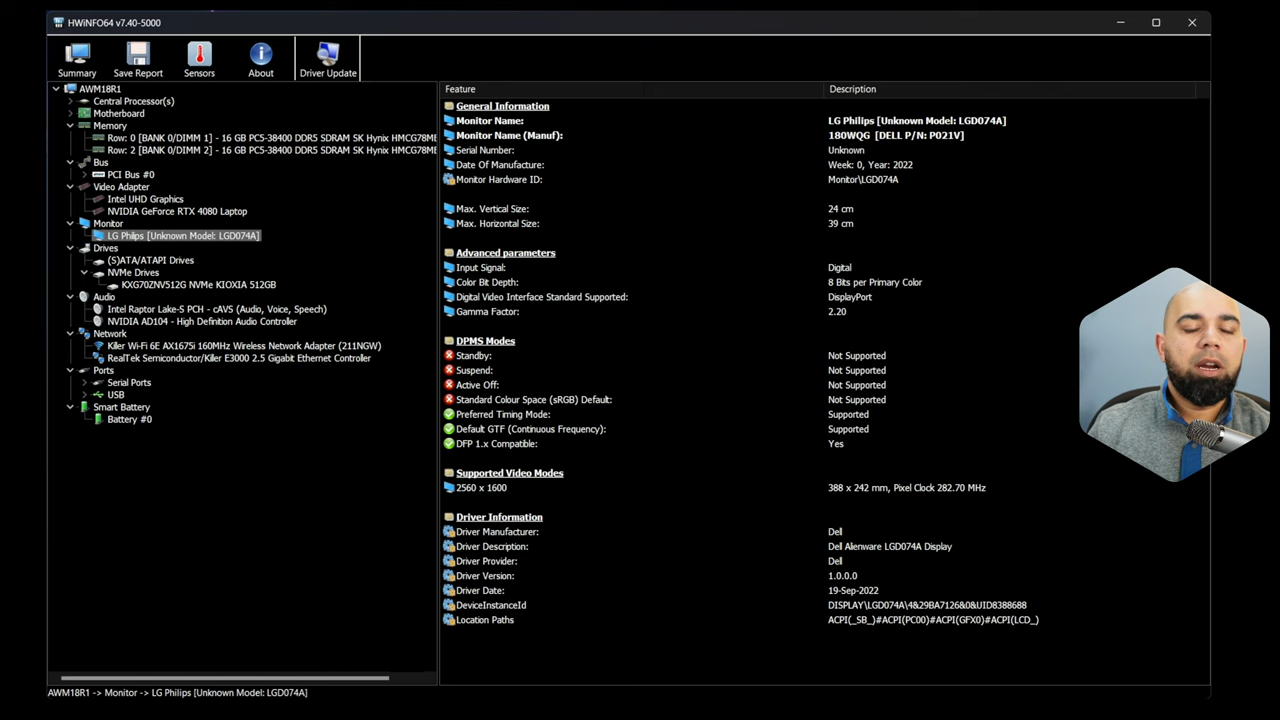 HWiNFO64 v7.40-5000
Summary
Save Report
Sensors
About
Driver Update
AWM18R1
Central Processor(s)
Motherboard
Memory
Row: 0 [BANK 0/DIMM 1] - 16 GB PC5-38400 DDR5 SDRAM SK Hynix HMCG78ME
Row: 2 [BANK 0/DIMM 2] - 16 GB PC5-38400 DDR5 SDRAM SK Hynix HMCG78ME
Bus
PCI Bus #0
Video Adapter
Intel UHD Graphics
NVIDIA GeForce RTX 4080 Laptop
Monitor
LG Philips [Unknown Model: LGD074A]
Drives
(S)ATA/ATAPI Drives
NVMe Drives
KXG70ZNV512G NVMe KIOXIA 512GB
Audio
Intel Raptor Lake-S PCH - cAVS (Audio, Voice, Speech)
NVIDIA AD104 - High Definition Audio Controller
Network
Killer Wi-Fi 6E AX1675i 160MHz Wireless Network Adapter (211NGW)
RealTek Semiconductor/Killer E3000 2.5 Gigabit Ethernet Controller
Ports
Serial Ports
USB
Smart Battery
Battery #0
Feature Description
General Information
Monitor Name: LG Philips [Unknown Model: LGD074A]
Monitor Name (Manuf): 180WQG [DELL P/N: P021V]
Serial Number: Unknown
Date Of Manufacture: Week: 0, Year: 2022
Monitor Hardware ID: Monitor\LGD074A
Max. Vertical Size: 24 cm
Max. Horizontal Size: 39 cm
Advanced parameters
Input Signal: Digital
Color Bit Depth: 8 Bits per Primary Color
Digital Video Interface Standard Supported: DisplayPort
Gamma Factor: 2.20
DPMS Modes
Standby: Not Supported
Suspend: Not Supported
Active Off: Not Supported
Standard Colour Space (sRGB) Default: Not Supported
Preferred Timing Mode: Supported
Default GTF (Continuous Frequency): Supported
DFP 1.x Compatible: Yes
Supported Video Modes
2560 x 1600 388 x 242 mm, Pixel Clock 282.70 MHz
Driver Information
Driver Manufacturer: Dell
Driver Description: Dell Alienware LGD074A Display
Driver Provider: Dell
Driver Version: 1.0.0.0
Driver Date: 19-Sep-2022
DeviceInstanceId DISPLAY\LGD074A\4&29BA7126&0&UID8388688
Location Paths ACPI(_SB_)#ACPI(PC00)#ACPI(GFX0)#ACPI(LCD_)
AWM18R1 -> Monitor -> LG Philips [Unknown Model: LGD074A]